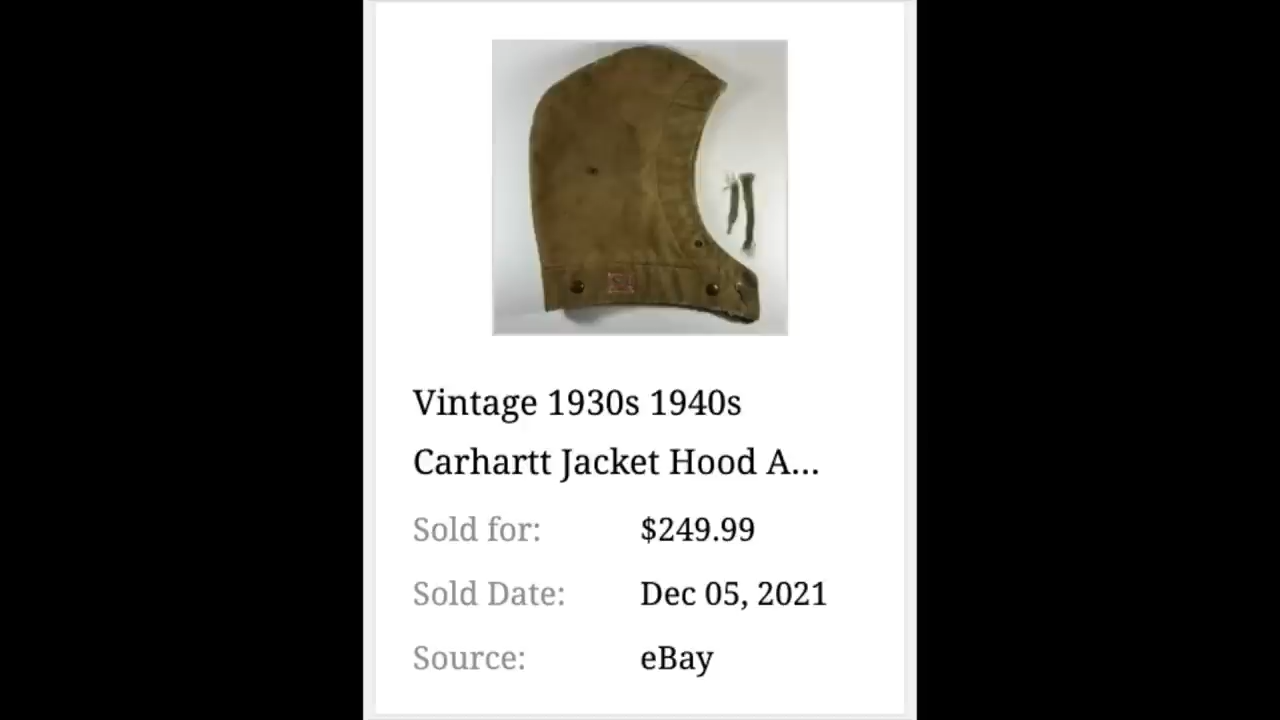 Vintage 1930s 1940s
Carhartt Jacket Hood A...
Sold for: $249.99
Sold Date: Dec 05, 2021
Source: eBay